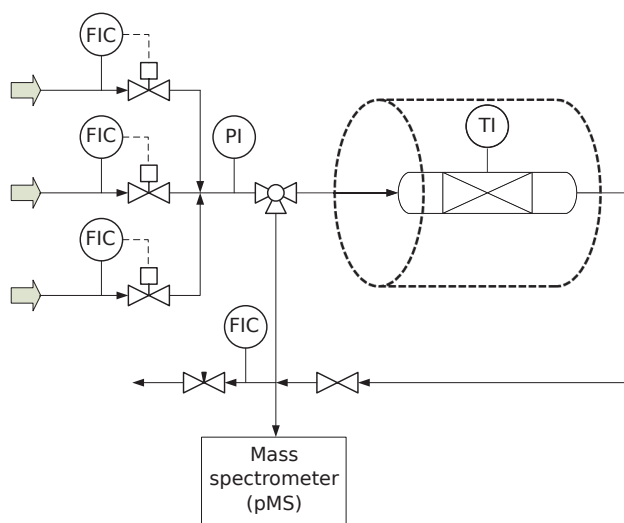 FIC
FIC
PI
TI
FIC
FIC
Mass
spectrometer
(pMS)